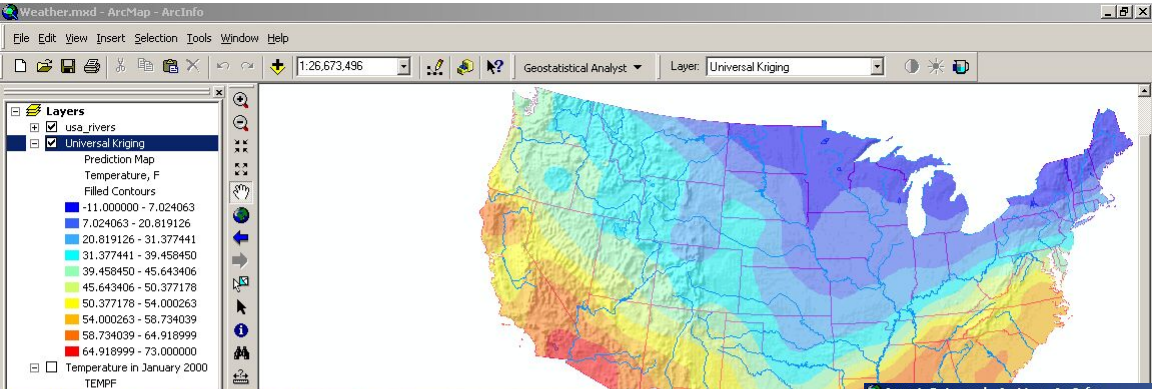 Weather.mxd - ArcMap - ArcInfo
File Edit View Insert Selection Tools Window Help
1:26,673,496 Geostatistical Analyst Layer: Universal Kriging
Layers
usa_rivers
Universal Kriging
Prediction Map
Temperature, F
Filled Contours
-11.000000 - 7.024063
7.024063 - 20.819126
20.819126 - 31.377441
31.377441 - 39.458450
39.458450 - 45.643406
45.643406 - 50.377178
50.377178 - 54.000263
54.000263 - 58.734039
58.734039 - 64.918999
64.918999 - 73.000000
Temperature in January 2000
TEMPF